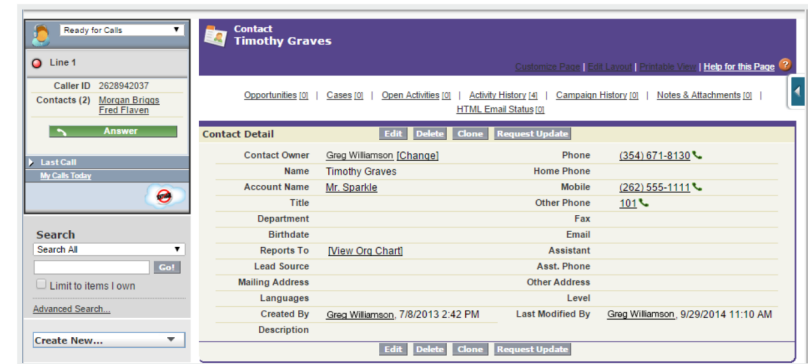 Ready for Calls
Line 1
Caller ID 2628942037
Contacts (2) Morgan Briggs
Fred Flaven
Answer
Last Call
My Calls Today
Search
Search All
Go!
Limit to items I own
Advanced Search...
Create New...
Contact
Timothy Graves
Customize Page | Edit Layout | Printable View | Help for this Page
Opportunities [0] | Cases [0] | Open Activities [0] | Activity History [4] | Campaign History [0] | Notes & Attachments [0] |
HTML Email Status [0]
Contact Detail Edit Delete Clone Request Update
Contact Owner Greg Williamson [Change] Phone (354) 671-8130
Name Timothy Graves Home Phone
Account Name Mr. Sparkle Mobile (262) 555-1111
Title Other Phone 101
Department Fax
Birthdate Email
Reports To [View Org Chart] Assistant
Lead Source Asst. Phone
Mailing Address Other Address
Languages Level
Created By Greg Williamson, 7/8/2013 2:42 PM Last Modified By Greg Williamson, 9/29/2014 11:10 AM
Description
Edit Delete Clone Request Update